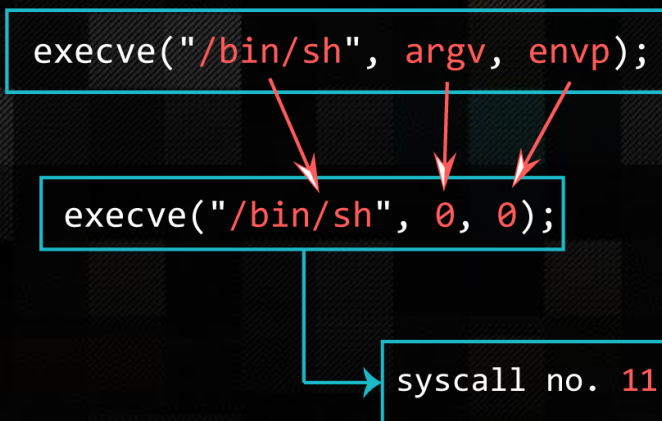 execve("/bin/sh", argv, envp);
execve("/bin/sh", 0, 0);
syscall no. 11